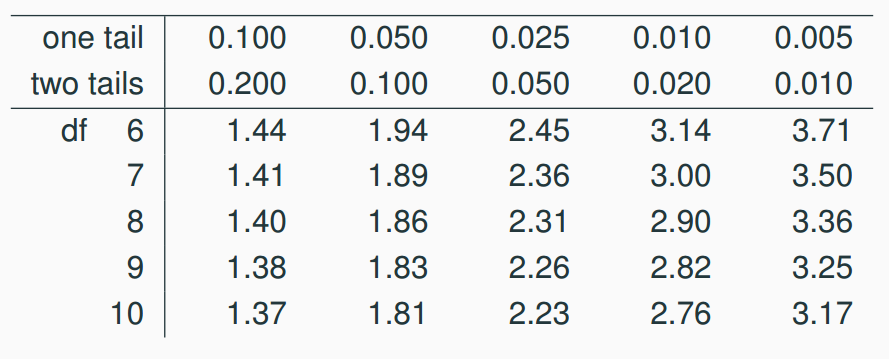 one tail 0.100 0.050 0.025 0.010 0.005
two tails 0.200 0.100 0.050 0.020 0.010
df 6 1.44 1.94 2.45 3.14 3.71
7 1.41 1.89 2.36 3.00 3.50
8 1.40 1.86 2.31 2.90 3.36
9 1.38 1.83 2.26 2.82 3.25
10 1.37 1.81 2.23 2.76 3.17